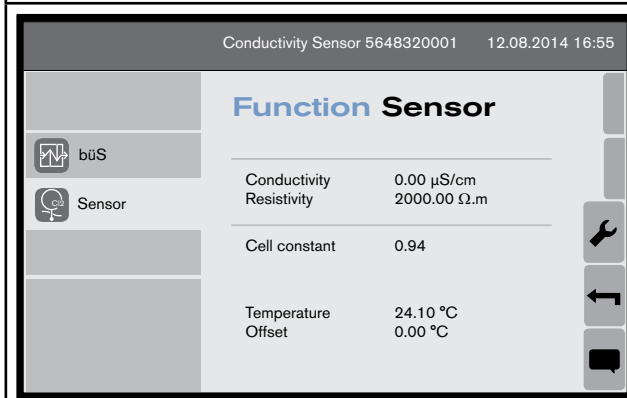 Conductivity Sensor 5648320001 12.08.2014 16:55
Function Sensor
büS
Cl2
Sensor
Conductivity 0.00 µS/cm
Resistivity 2000.00 Ω.m
Cell constant 0.94
Temperature 24.10 °C
Offset 0.00 °C